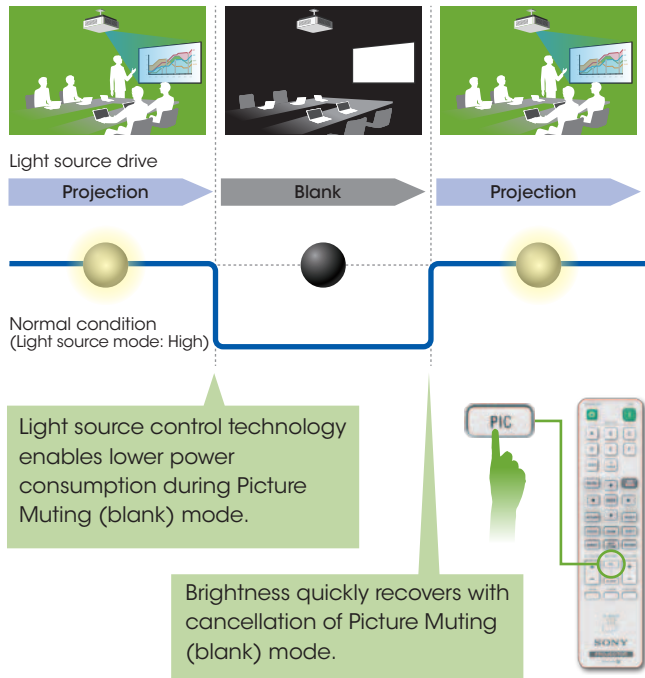 Light source drive
Projection
Blank
Projection
Normal condition
(Light source mode: High)
Light source control technology
enables lower power
consumption during Picture
Muting (blank) mode.
PIC
Brightness quickly recovers with
cancellation of Picture Muting
(blank) mode.
SONY
PROJECTOR